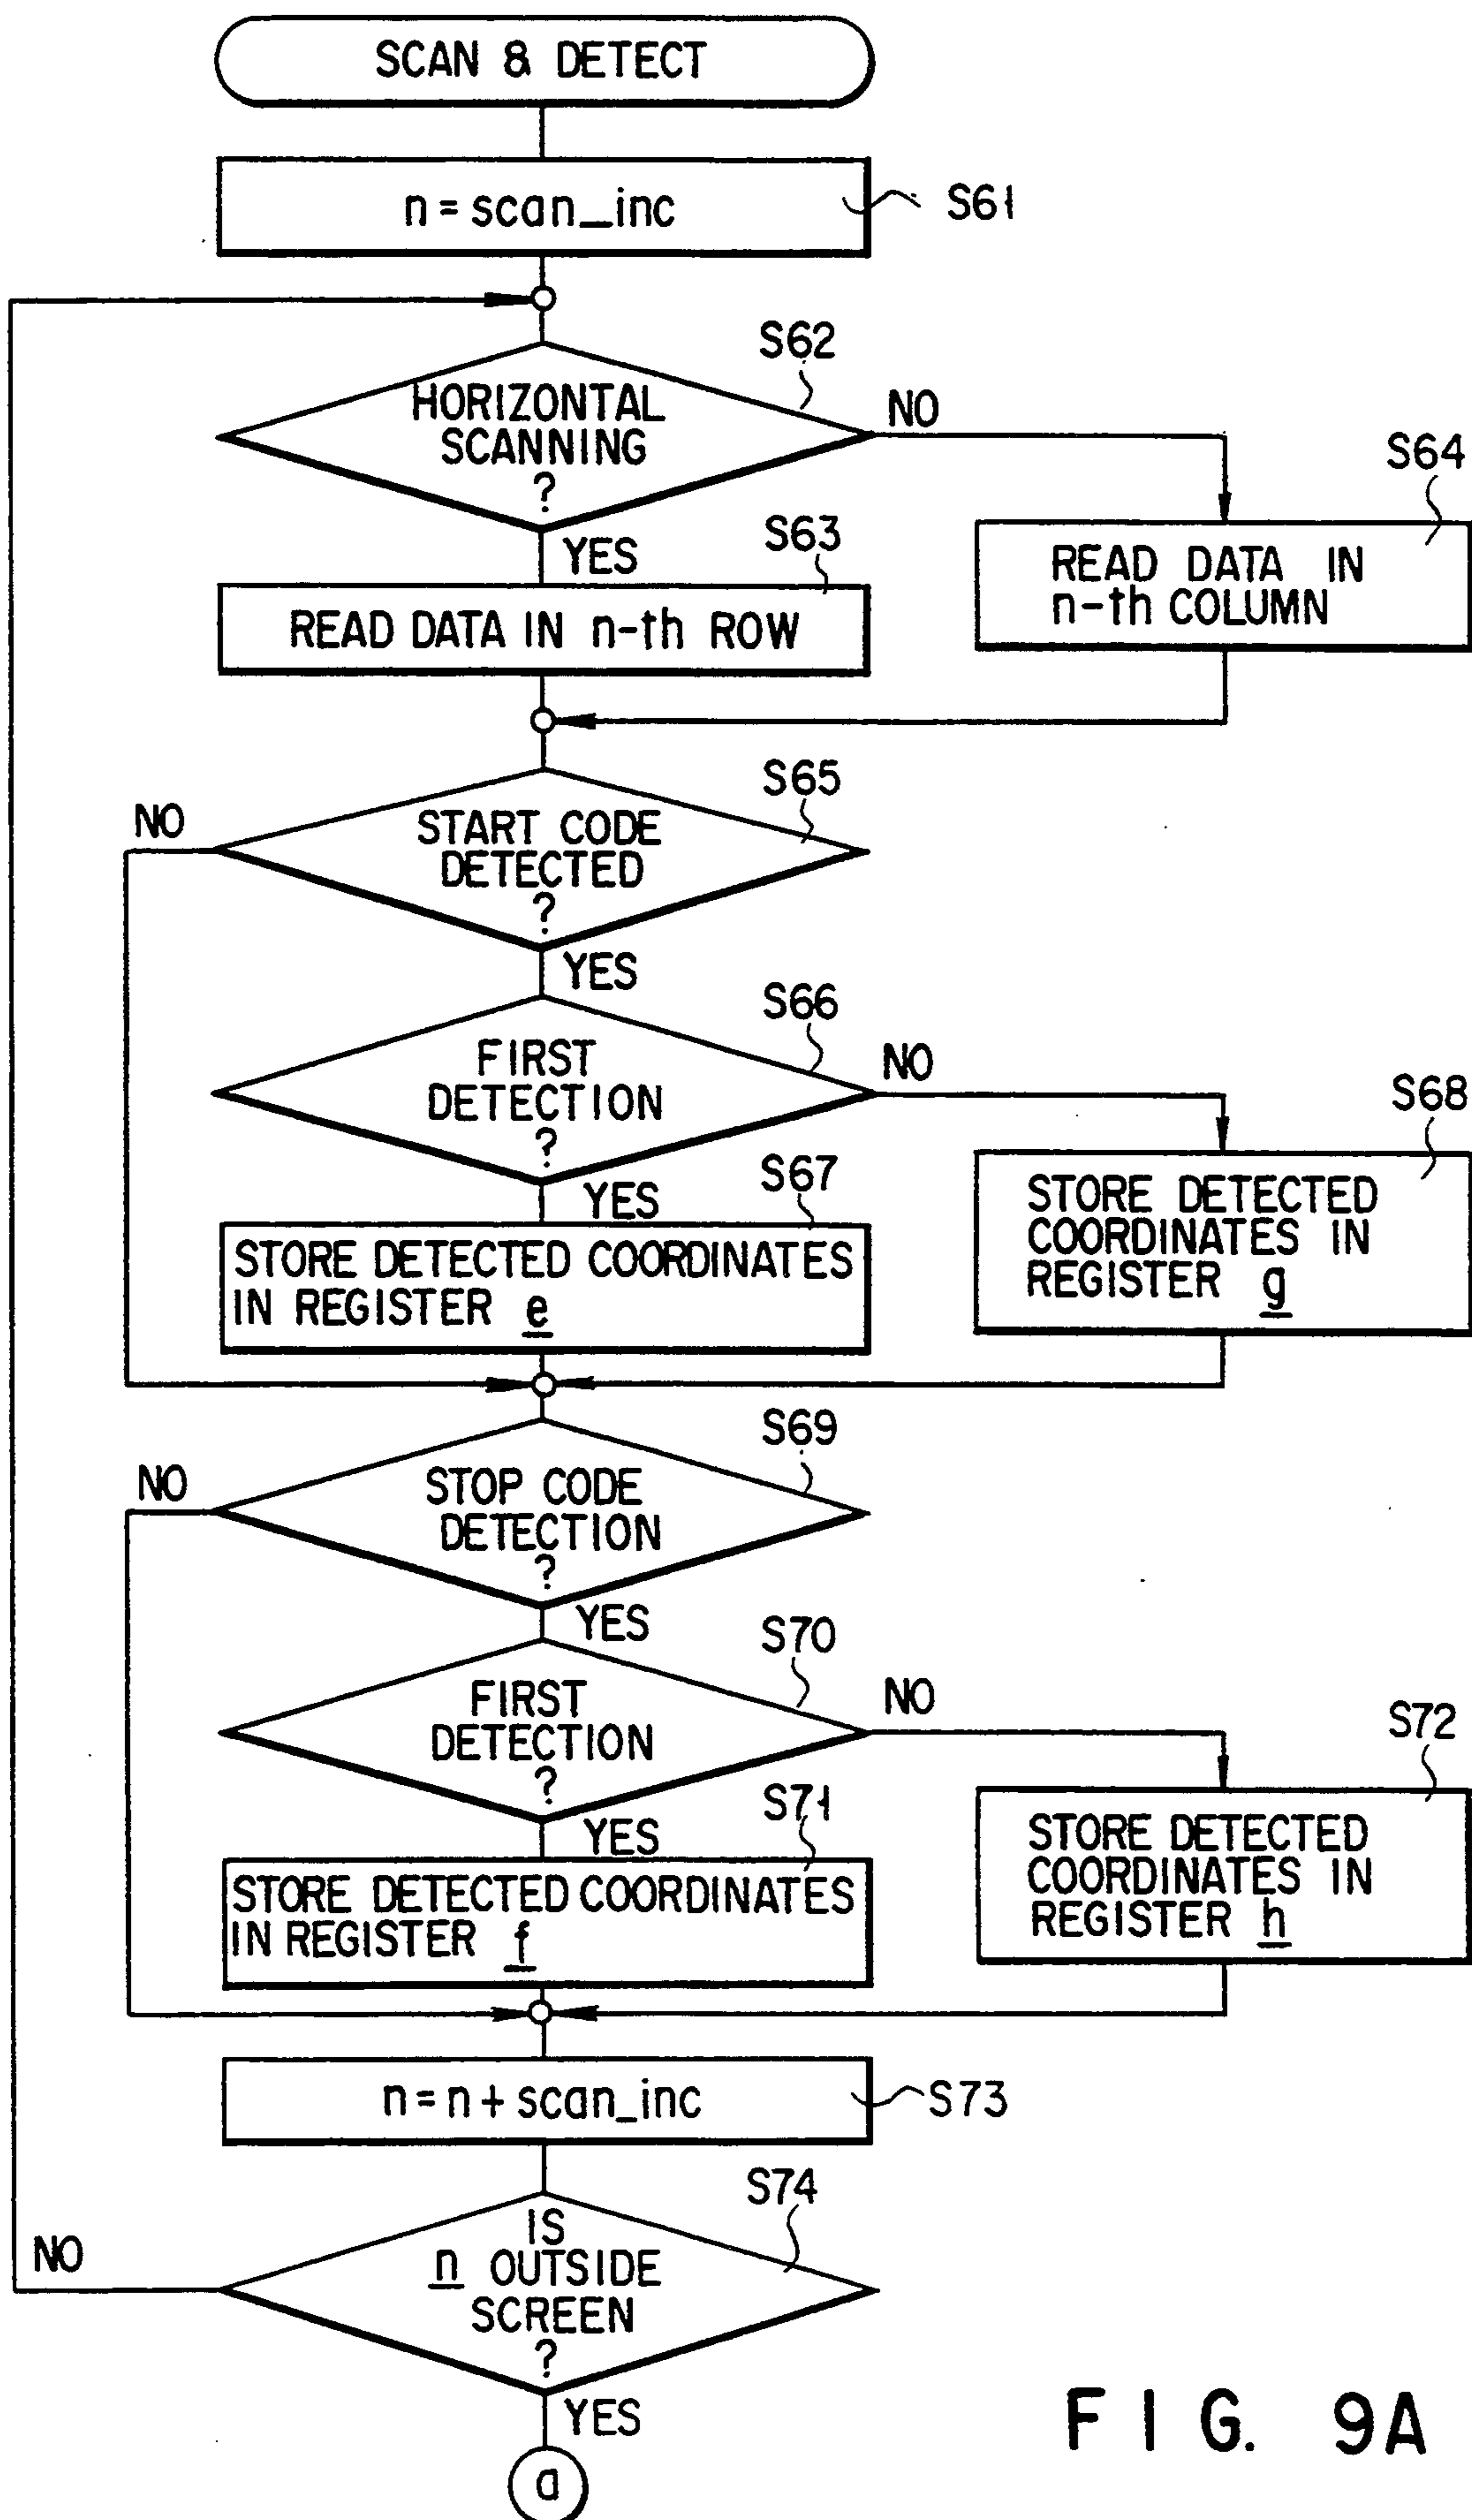 SCAN & DETECT
n = scan_inc
S61
S62
HORIZONTAL
SCANNING
?
NO
YES
S63
READ DATA IN n-th ROW
S64
READ DATA IN
n-th COLUMN
S65
START CODE
DETECTED
?
NO
YES
S66
FIRST
DETECTION
?
NO
YES
S67
STORE DETECTED COORDINATES
IN REGISTER e
S68
STORE DETECTED
COORDINATES IN
REGISTER g
S69
STOP CODE
DETECTION
?
NO
YES
S70
FIRST
DETECTION
?
NO
YES
S71
STORE DETECTED COORDINATES
IN REGISTER f
S72
STORE DETECTED
COORDINATES IN
REGISTER h
n = n + scan_inc
S73
S74
IS
n OUTSIDE
SCREEN
?
NO
YES
a
FIG. 9A